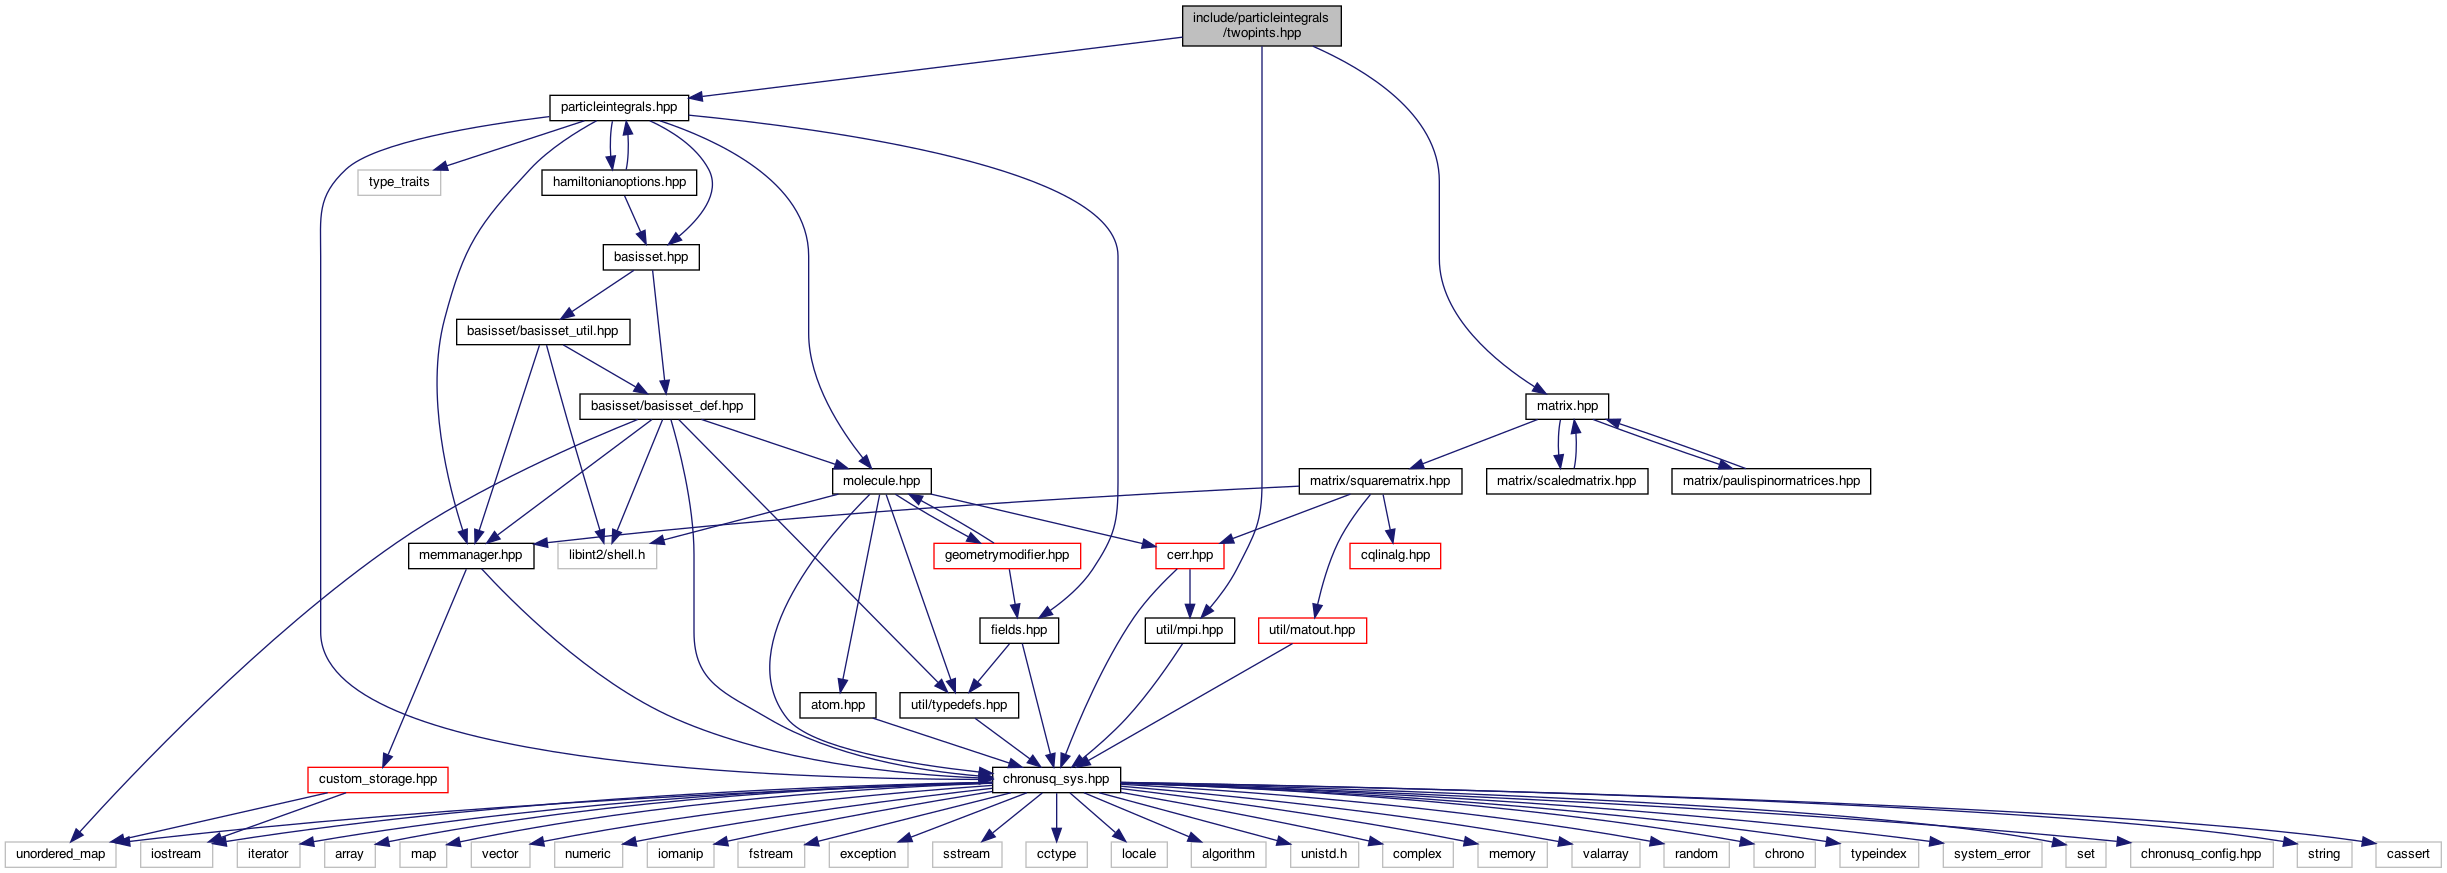 include/particleintegrals
/twopints.hpp
particleintegrals.hpp
type_traits
hamiltonianoptions.hpp
basisset.hpp
basisset/basisset_util.hpp
basisset/basisset_def.hpp
matrix.hpp
molecule.hpp
matrix/squarematrix.hpp
matrix/scaledmatrix.hpp
matrix/paulispinormatrices.hpp
memmanager.hpp
libint2/shell.h
geometrymodifier.hpp
cerr.hpp
cqlinalg.hpp
fields.hpp
util/mpi.hpp
util/matout.hpp
atom.hpp
util/typedefs.hpp
custom_storage.hpp
chronusq_sys.hpp
unordered_map
iostream
iterator
array
map
vector
numeric
iomanip
fstream
exception
sstream
cctype
locale
algorithm
unistd.h
complex
memory
valarray
random
chrono
typeindex
system_error
set
chronusq_config.hpp
string
cassert